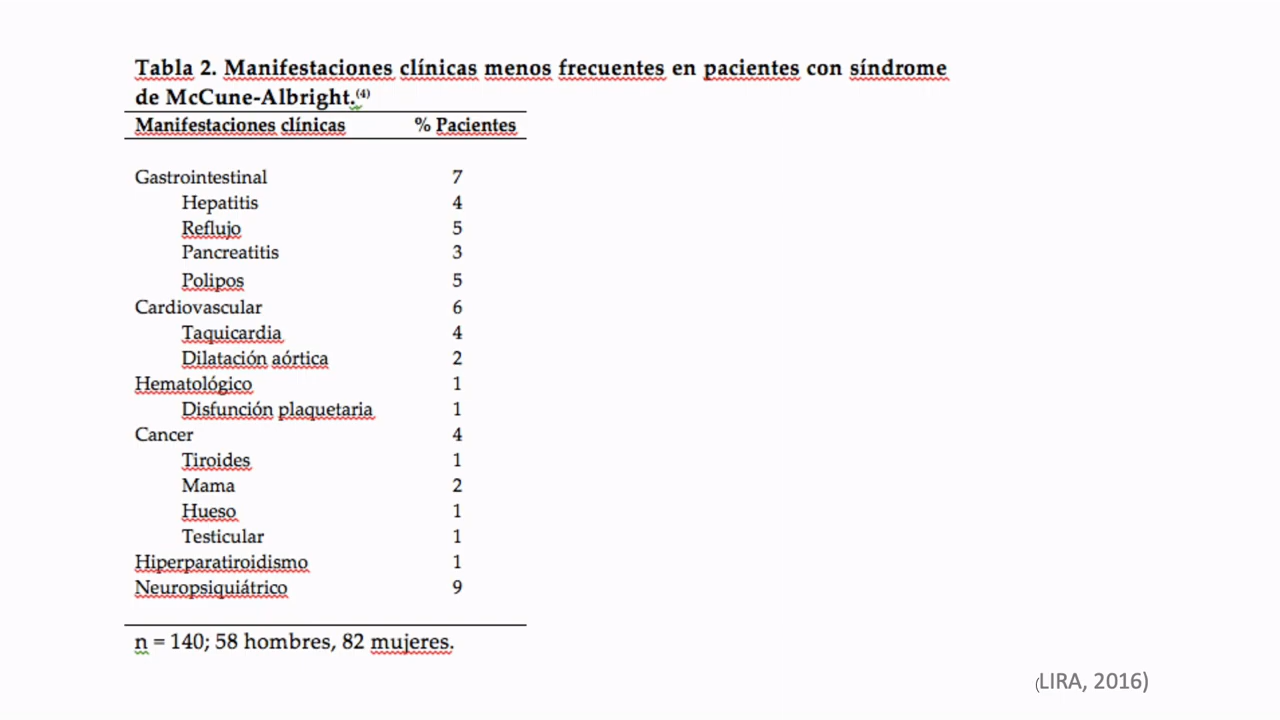 Tabla 2. Manifestaciones clínicas menos frecuentes en pacientes con síndrome
de McCune-Albright.(4)
Manifestaciones clínicas % Pacientes
Gastrointestinal 7
Hepatitis 4
Reflujo 5
Pancreatitis 3
Polipos 5
Cardiovascular 6
Taquicardia 4
Dilatación aórtica 2
Hematológico 1
Disfunción plaquetaria 1
Cancer 4
Tiroides 1
Mama 2
Hueso 1
Testicular 1
Hiperparatiroidismo 1
Neuropsiquiátrico 9
n = 140; 58 hombres, 82 mujeres.
(LIRA, 2016)